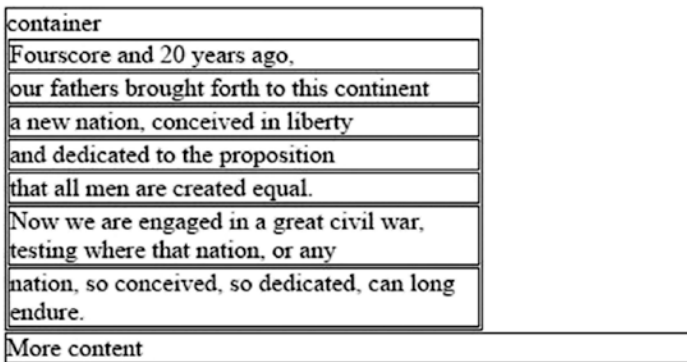 container
Fourscore and 20 years ago,
our fathers brought forth to this continent
a new nation, conceived in liberty
and dedicated to the proposition
that all men are created equal.
Now we are engaged in a great civil war,
testing where that nation, or any
nation, so conceived, so dedicated, can long
endure.
More content